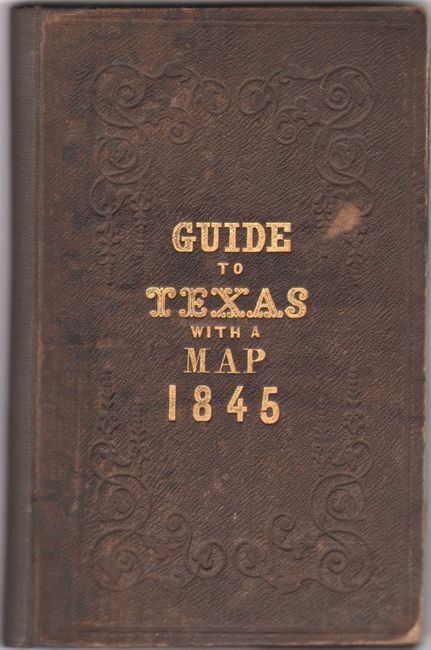 GUIDE
TO
TEXAS
WITH A
MAP
1845